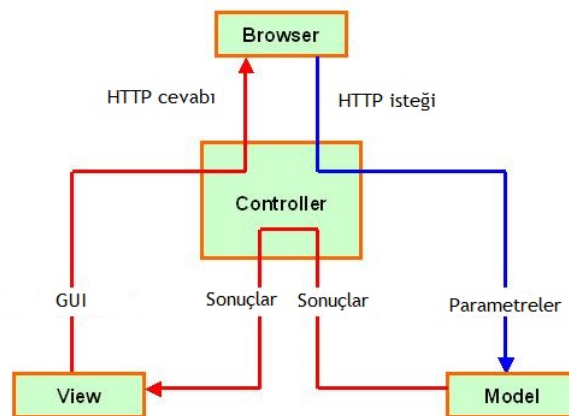 Browser
HTTP cevabı
HTTP isteği
Controller
GUI
Sonuçlar
Sonuçlar
Parametreler
View
Model